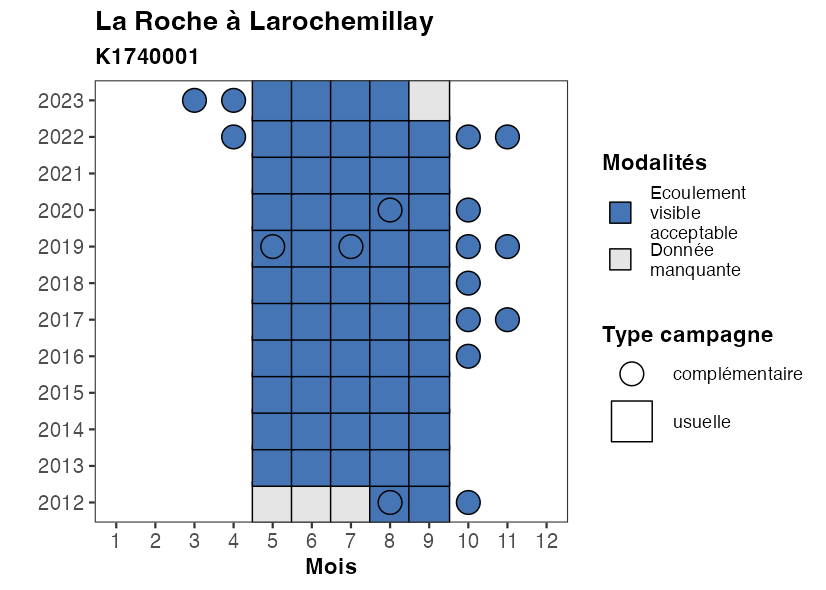 La Roche à Larochemillay
K1740001
2023
2022
2021
2020
2019
2018
2017
2016
2015
2014
2013
2012
1 2 3 4 5 6 7 8 9 10 11 12
Mois
Modalités
Ecoulement
visible
acceptable
Donnée
manquante
Type campagne
complémentaire
usuelle